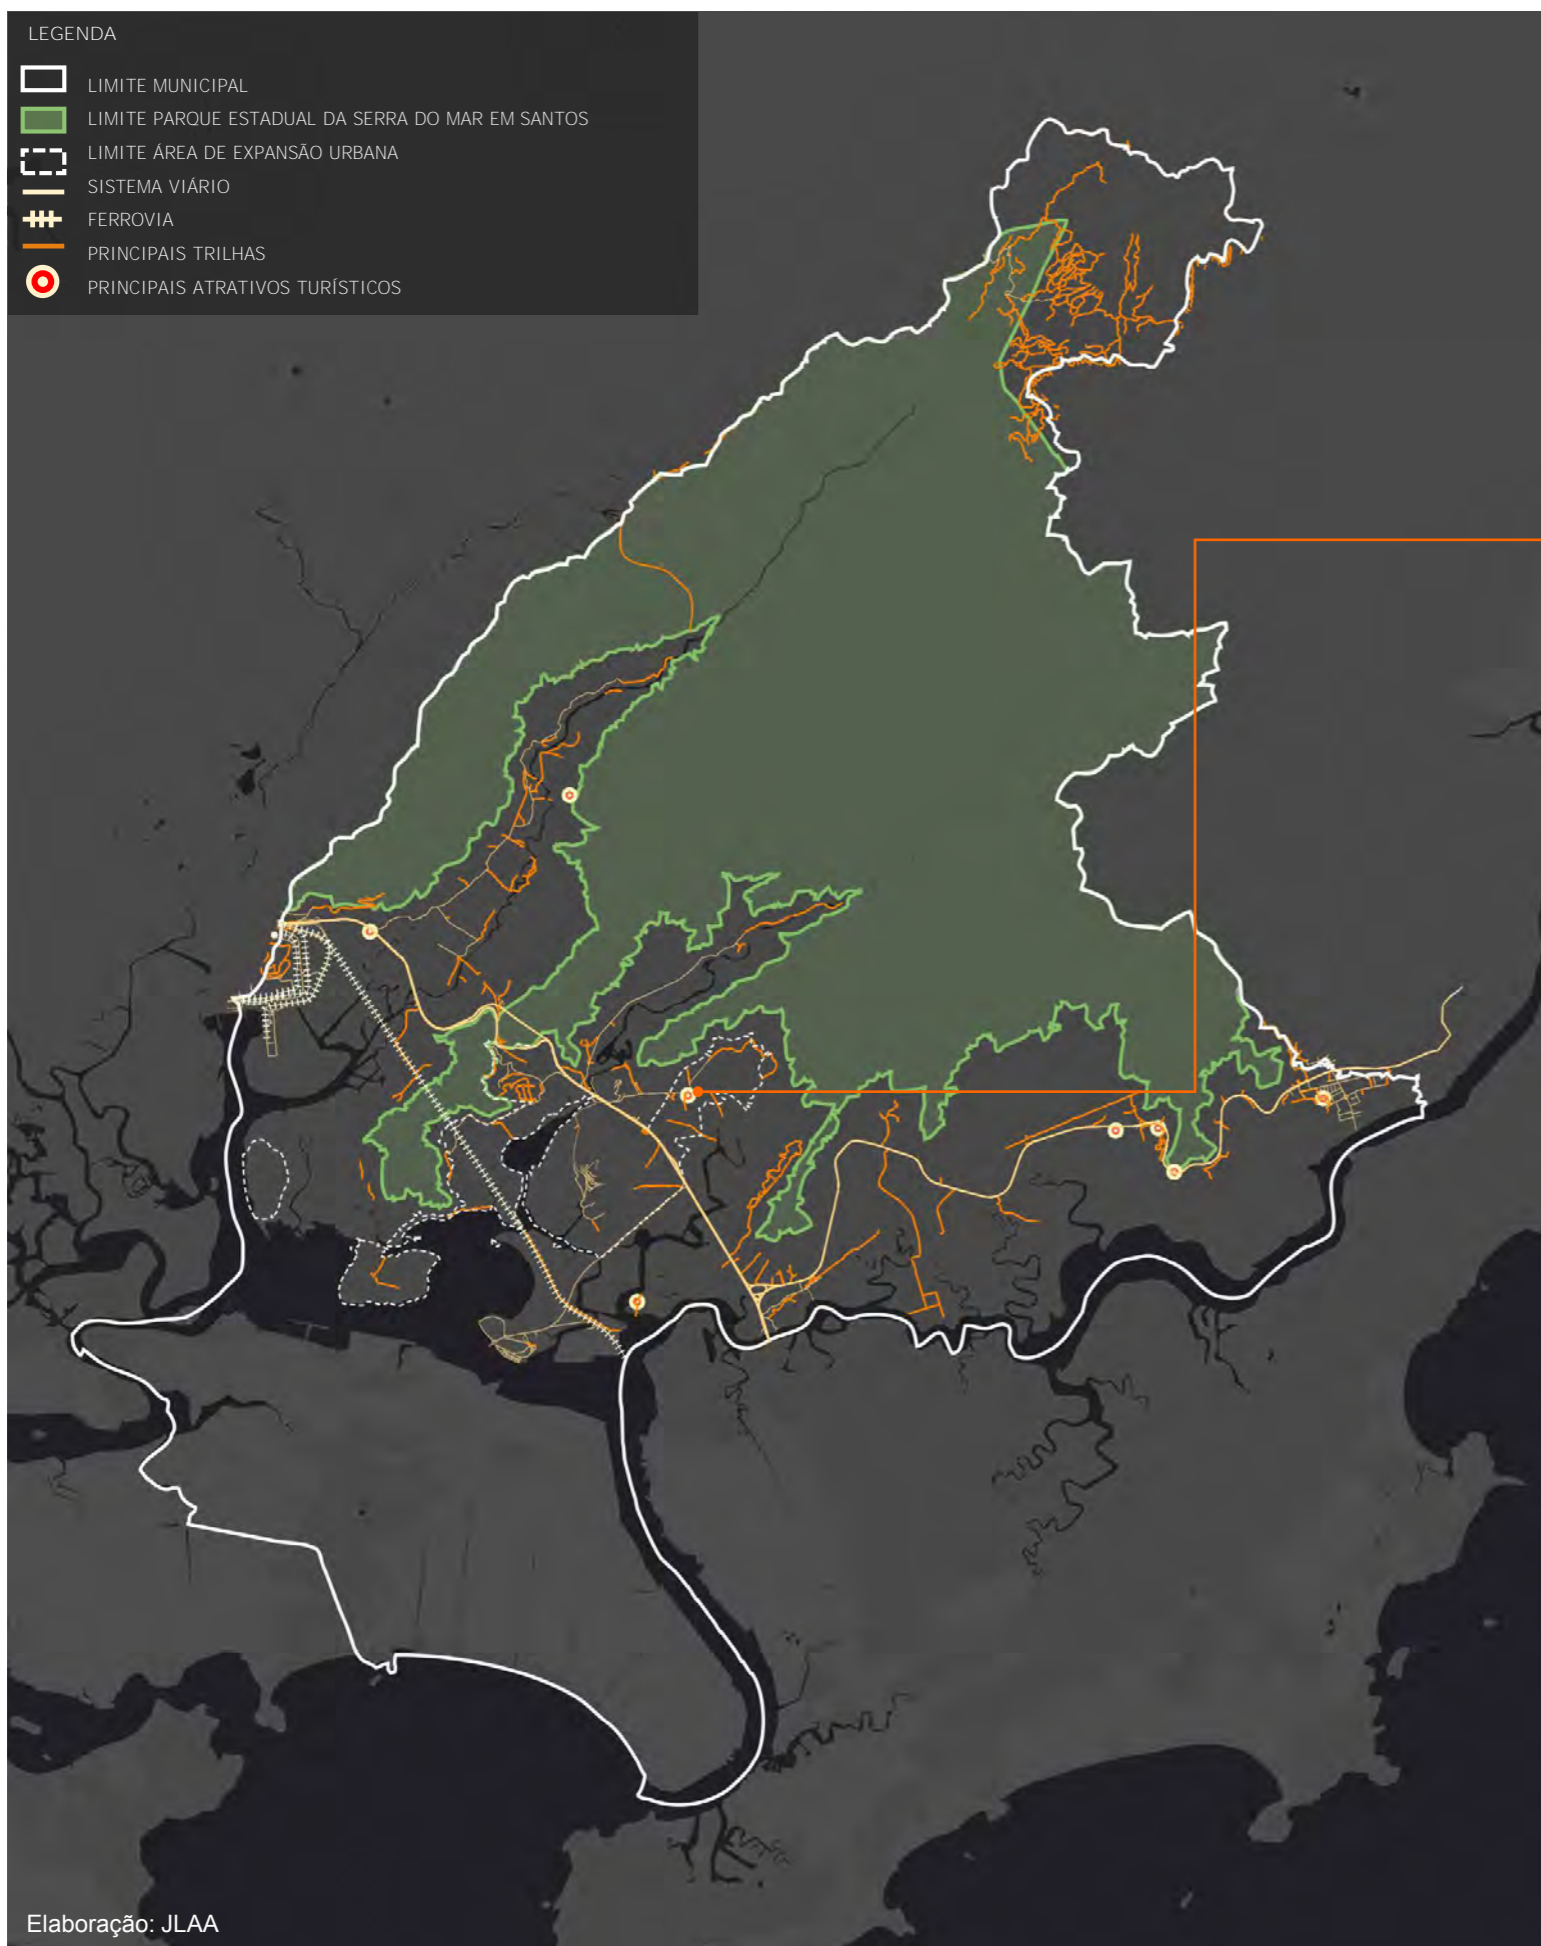 LEGENDA
LIMITE MUNICIPAL
LIMITE PARQUE ESTADUAL DA SERRA DO MAR EM SANTOS
LIMITE ÁREA DE EXPANSÃO URBANA
SISTEMA VIÁRIO
FERROVIA
PRINCIPAIS TRILHAS
PRINCIPAIS ATRATIVOS TURÍSTICOS
Elaboração: JLAA